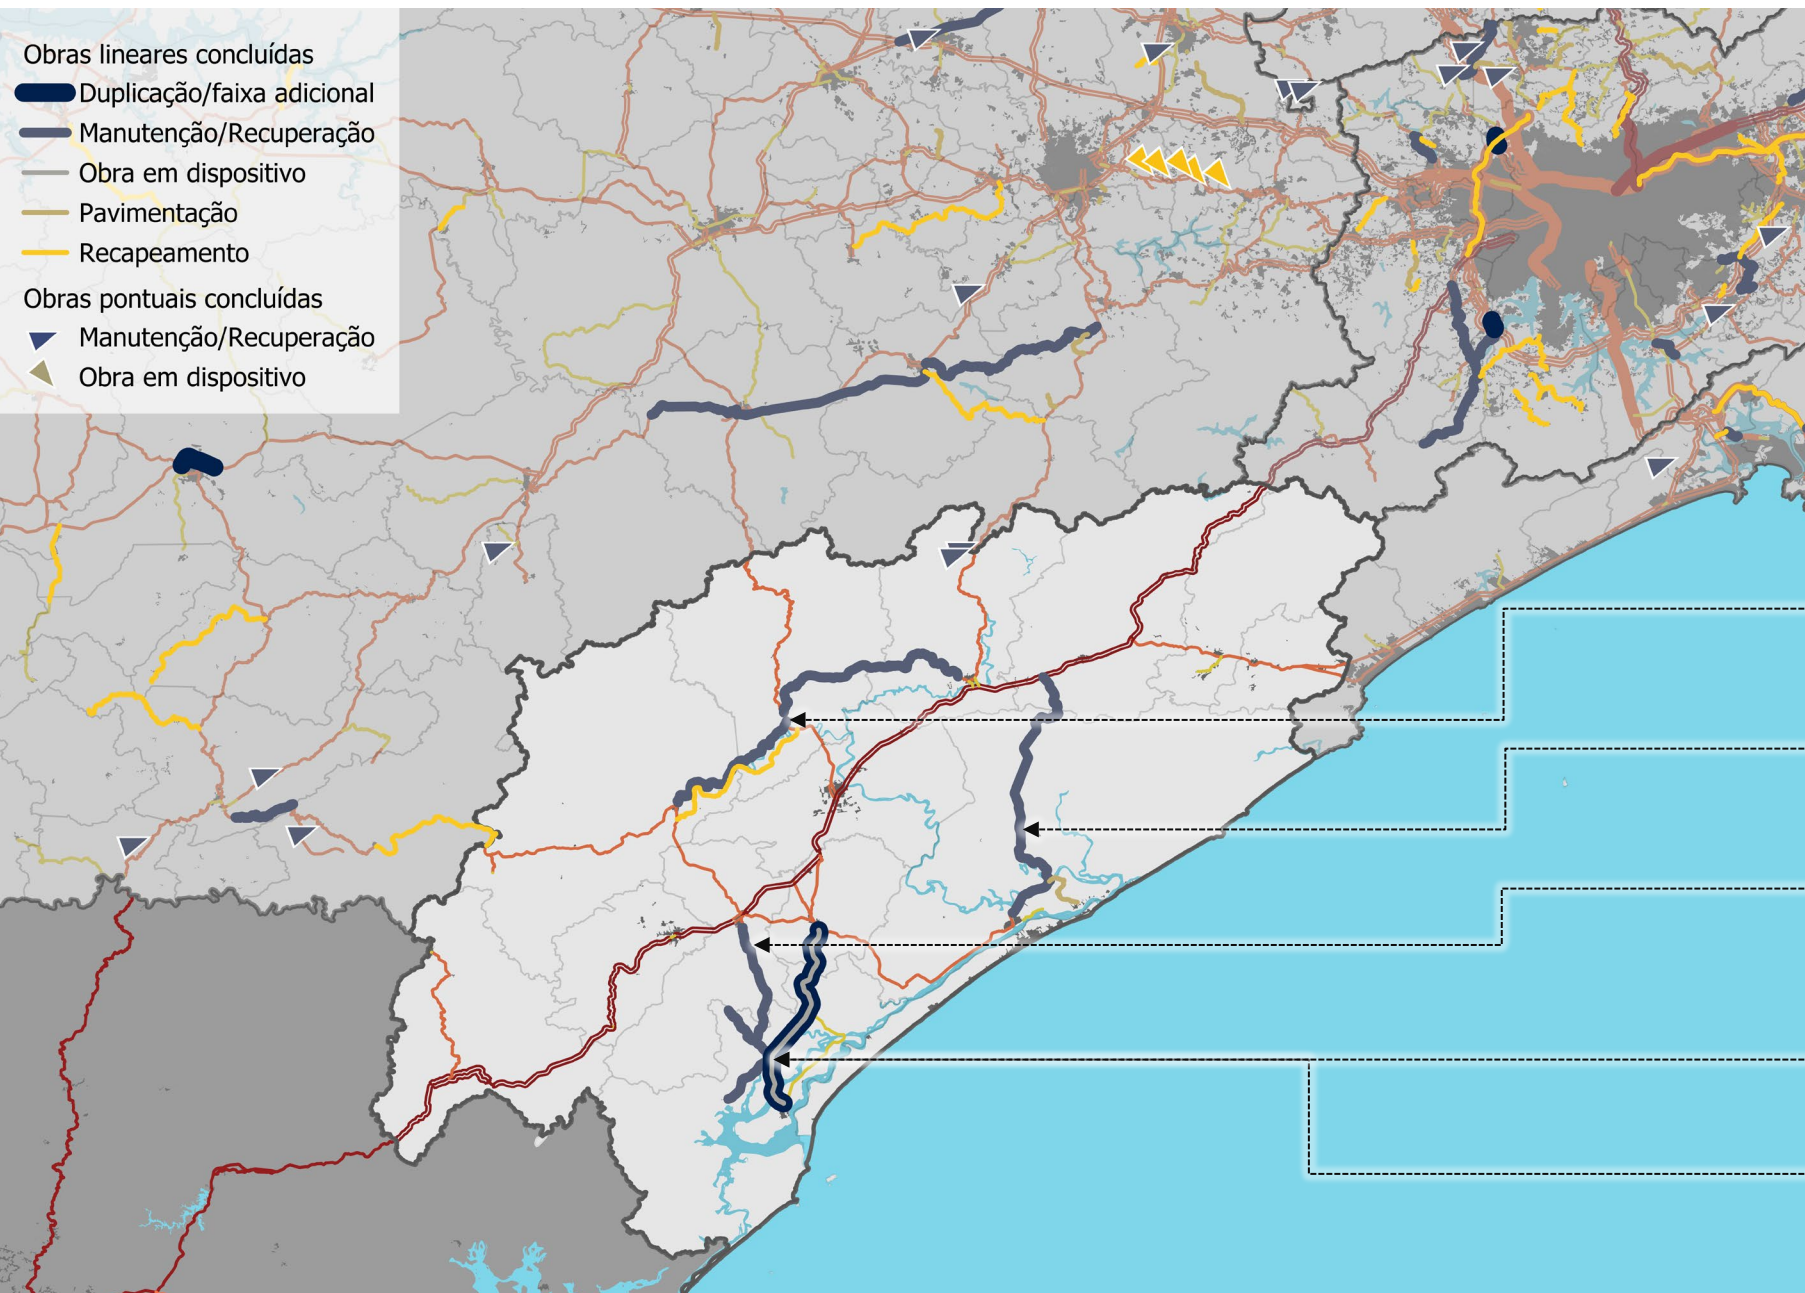 Obras lineares concluídas
Duplicação/faixa adicional
Manutenção/Recuperação
Obra em dispositivo
Pavimentação
Recapeamento
Obras pontuais concluídas
Manutenção/Recuperação
Obra em dispositivo